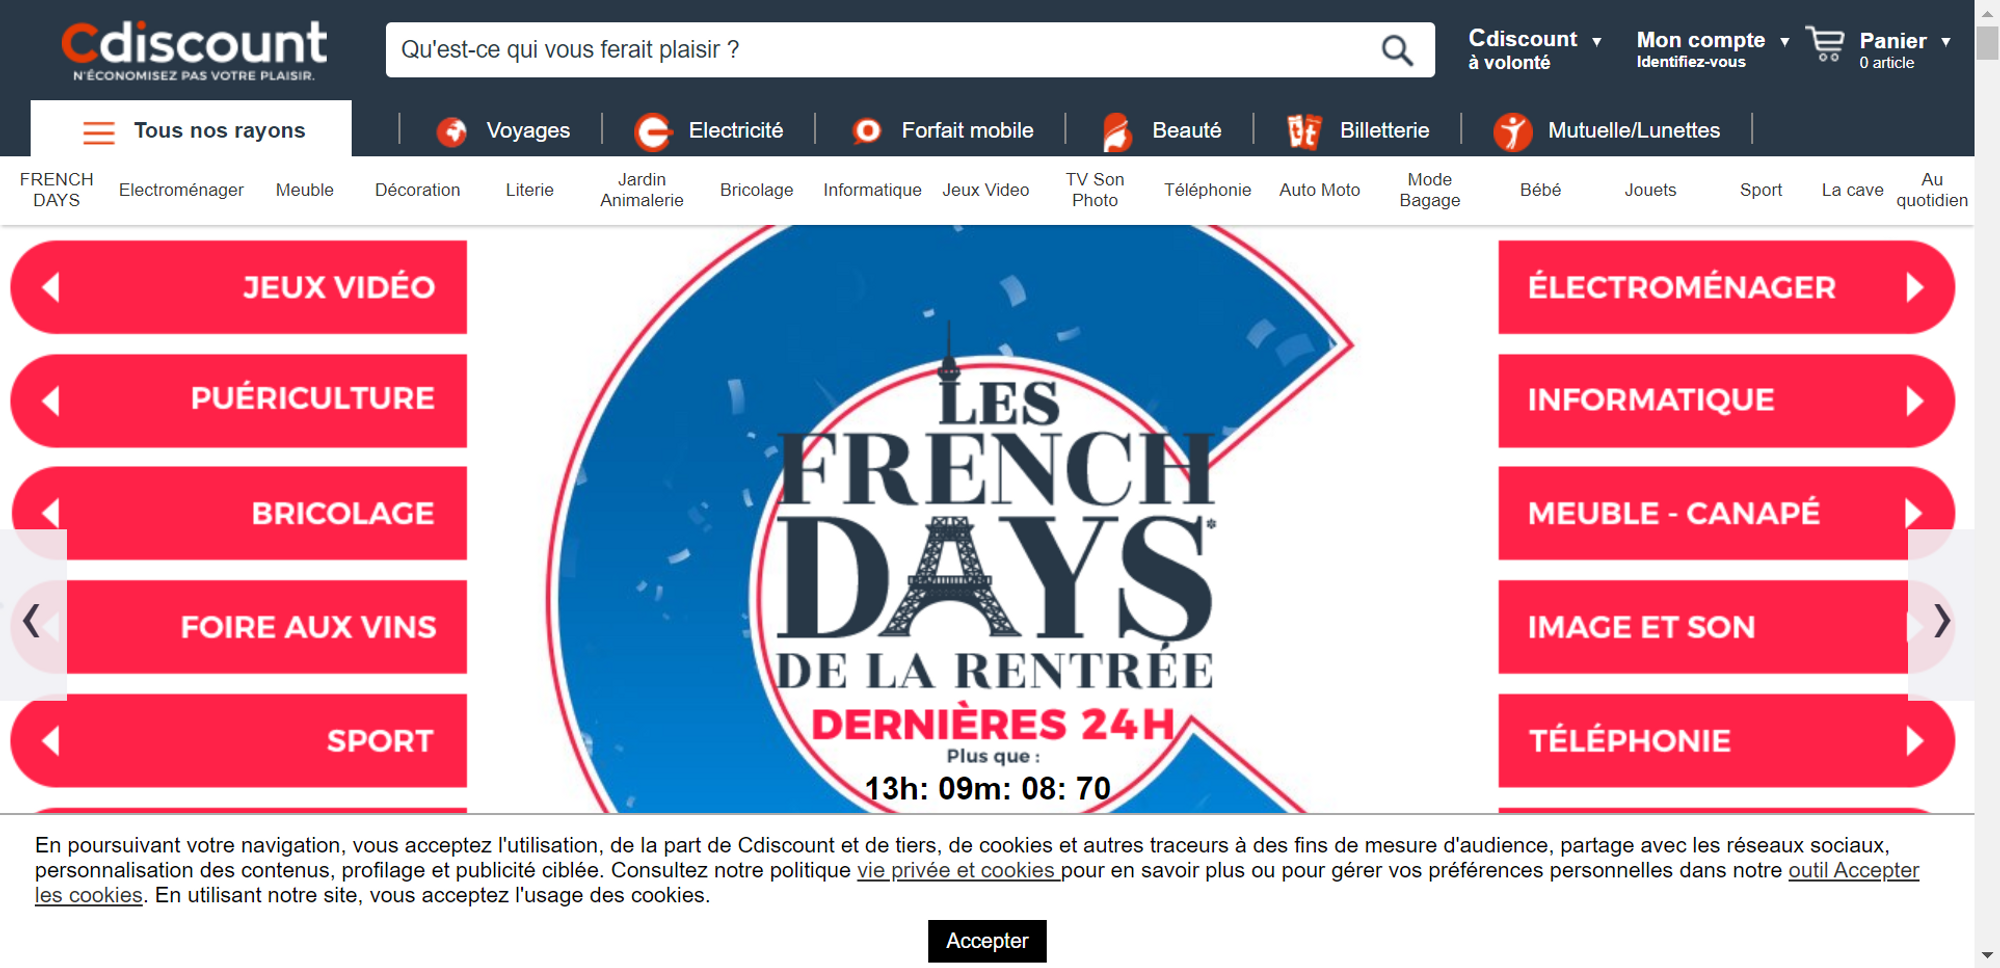 Cdiscount
N'ÉCONOMISEZ PAS VOTRE PLAISIR.
Qu'est-ce qui vous ferait plaisir ?
Cdiscount
à volonté
Mon compte
Identifiez-vous
Panier
0 article
Tous nos rayons
Voyages
Electricité
Forfait mobile
Beauté
Billetterie
Mutuelle/Lunettes
FRENCH
DAYS
Electroménager
Meuble
Décoration
Literie
Jardin
Animalerie
Bricolage
Informatique
Jeux Video
TV Son
Photo
Téléphonie
Auto Moto
Mode
Bagage
Bébé
Jouets
Sport
La cave
Au
quotidien
JEUX VIDÉO
PUÉRICULTURE
BRICOLAGE
FOIRE AUX VINS
SPORT
LES
FRENCH
DAYS*
DE LA RENTRÉE
DERNIÈRES 24H
Plus que :
13h: 09m: 08: 70
ÉLECTROMÉNAGER
INFORMATIQUE
MEUBLE - CANAPÉ
IMAGE ET SON
TÉLÉPHONIE
En poursuivant votre navigation, vous acceptez l'utilisation, de la part de Cdiscount et de tiers, de cookies et autres traceurs à des fins de mesure d'audience, partage avec les réseaux sociaux,
personnalisation des contenus, profilage et publicité ciblée. Consultez notre politique vie privée et cookies pour en savoir plus ou pour gérer vos préférences personnelles dans notre outil Accepter
les cookies. En utilisant notre site, vous acceptez l'usage des cookies.
Accepter